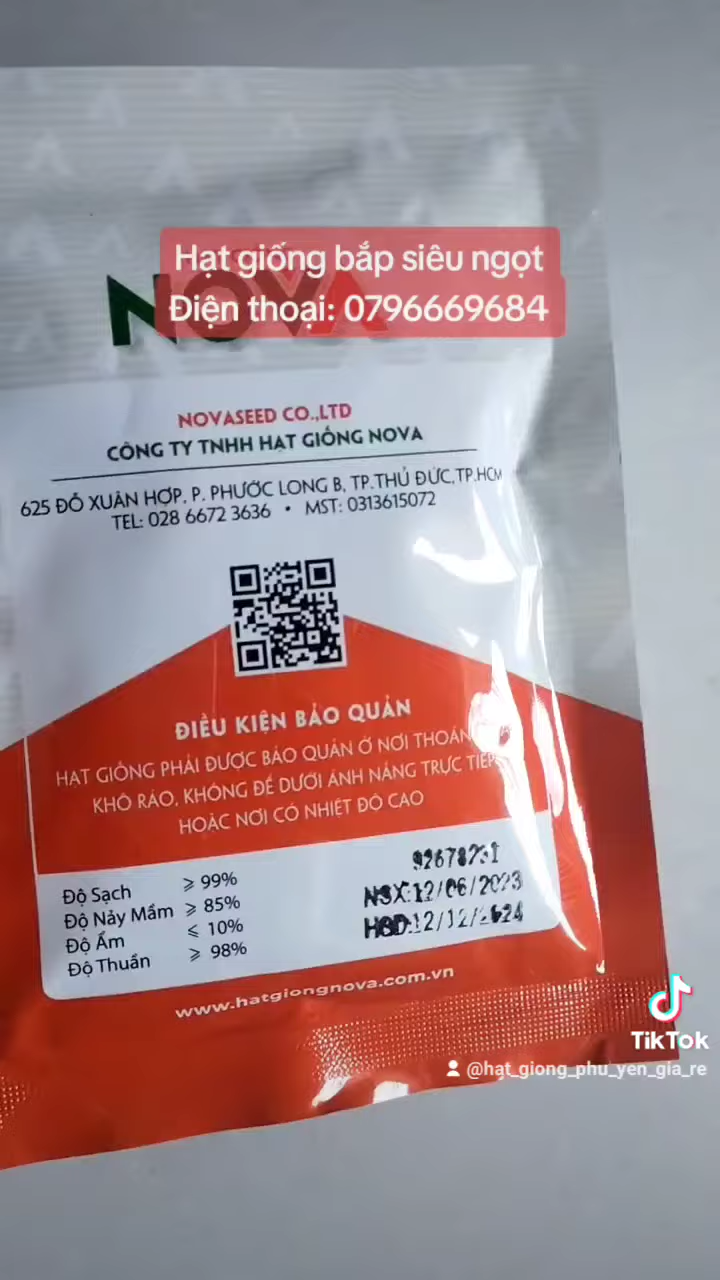 Hạt giống bắp siêu ngọt
Điện thoại: 0796669684
NOVA
NOVASEED CO.,LTD
CÔNG TY TNHH HẠT GIỐNG NOVA
625 ĐỖ XUÂN HỢP. P. PHƯỚC LONG B, TP.THỦ ĐỨC,TP.HCM
TEL: 028 6672 3636 • MST: 0313615072
ĐIỀU KIỆN BẢO QUẢN
HẠT GIỐNG PHẢI ĐƯỢC BẢO QUẢN Ở NƠI
KHÔ RÁO, KHÔNG ĐỂ DƯỚI ÁNH NẮNG TRỰC TIẾP
HOẶC NƠI CÓ NHIỆT ĐỘ CAO
92678231
Độ Sạch ⩾ 99%
Độ Nảy Mầm ⩾ 85%
Độ Ẩm ⩽ 10%
Độ Thuần ⩾ 98%
NSX:12/06/2023
HSD:12/12/2024
www.hatgiongnova.com.vn
TikTok
@hat_giong_phu_yen_gia_re